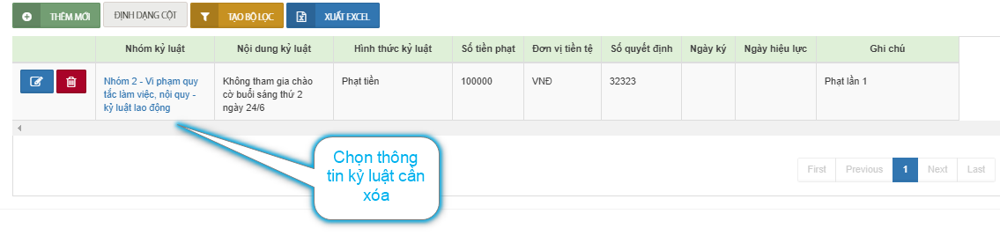 THÊM MỚI ĐỊNH DẠNG CỘT TẠO BỘ LỌC XUẤT EXCEL
Nhóm kỷ luật Nội dung kỷ luật Hình thức kỷ luật Số tiền phạt Đơn vị tiền tệ Số quyết định Ngày ký Ngày hiệu lực Ghi chú
Nhóm 2 - Vi phạm quy
tắc làm việc, nội quy -
kỷ luật lao động
Không tham gia chào
cờ buổi sáng thứ 2
ngày 24/6
Phạt tiền 100000 VNĐ 32323 Phạt lần 1
Chọn thông
tin kỷ luật cần
xóa
First Previous 1 Next Last